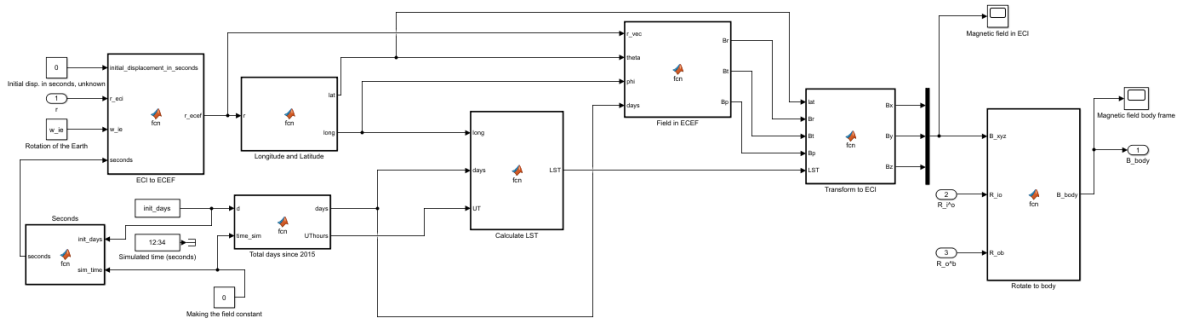 0
Initial disp. in seconds, unknown
1
r
w_ie
Rotation of the Earth
initial_displacement_in_seconds
r_eci
w_ie
seconds
fcn
r_ecef
ECI to ECEF
r
fcn
lat
long
Longitude and Latitude
Seconds
seconds
fcn
init_days
sim_time
init_days
12:34
Simulated time (seconds)
0
Making the field constant
d
time_sim
fcn
days
UThours
Total days since 2015
long
days
UT
fcn
LST
Calculate LST
r_vec
theta
phi
days
fcn
Br
Bt
Bp
Field in ECEF
lat
Br
Bt
Bp
LST
fcn
Bx
By
Bz
Transform to ECI
Magnetic field in ECI
2
R_i^o
3
R_o^b
B_xyz
R_io
R_ob
fcn
B_body
Rotate to body
Magnetic field body frame
1
B_body